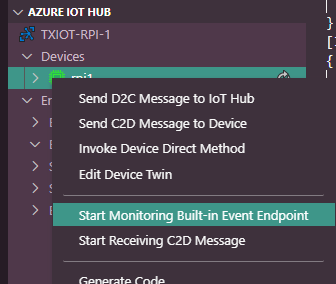 AZURE IOT HUB
TXIOT-RPI-1
Devices
rpi1
Send D2C Message to IoT Hub
Send C2D Message to Device
Invoke Device Direct Method
Edit Device Twin
Start Monitoring Built-in Event Endpoint
Start Receiving C2D Message
Generate Code
}
[
{